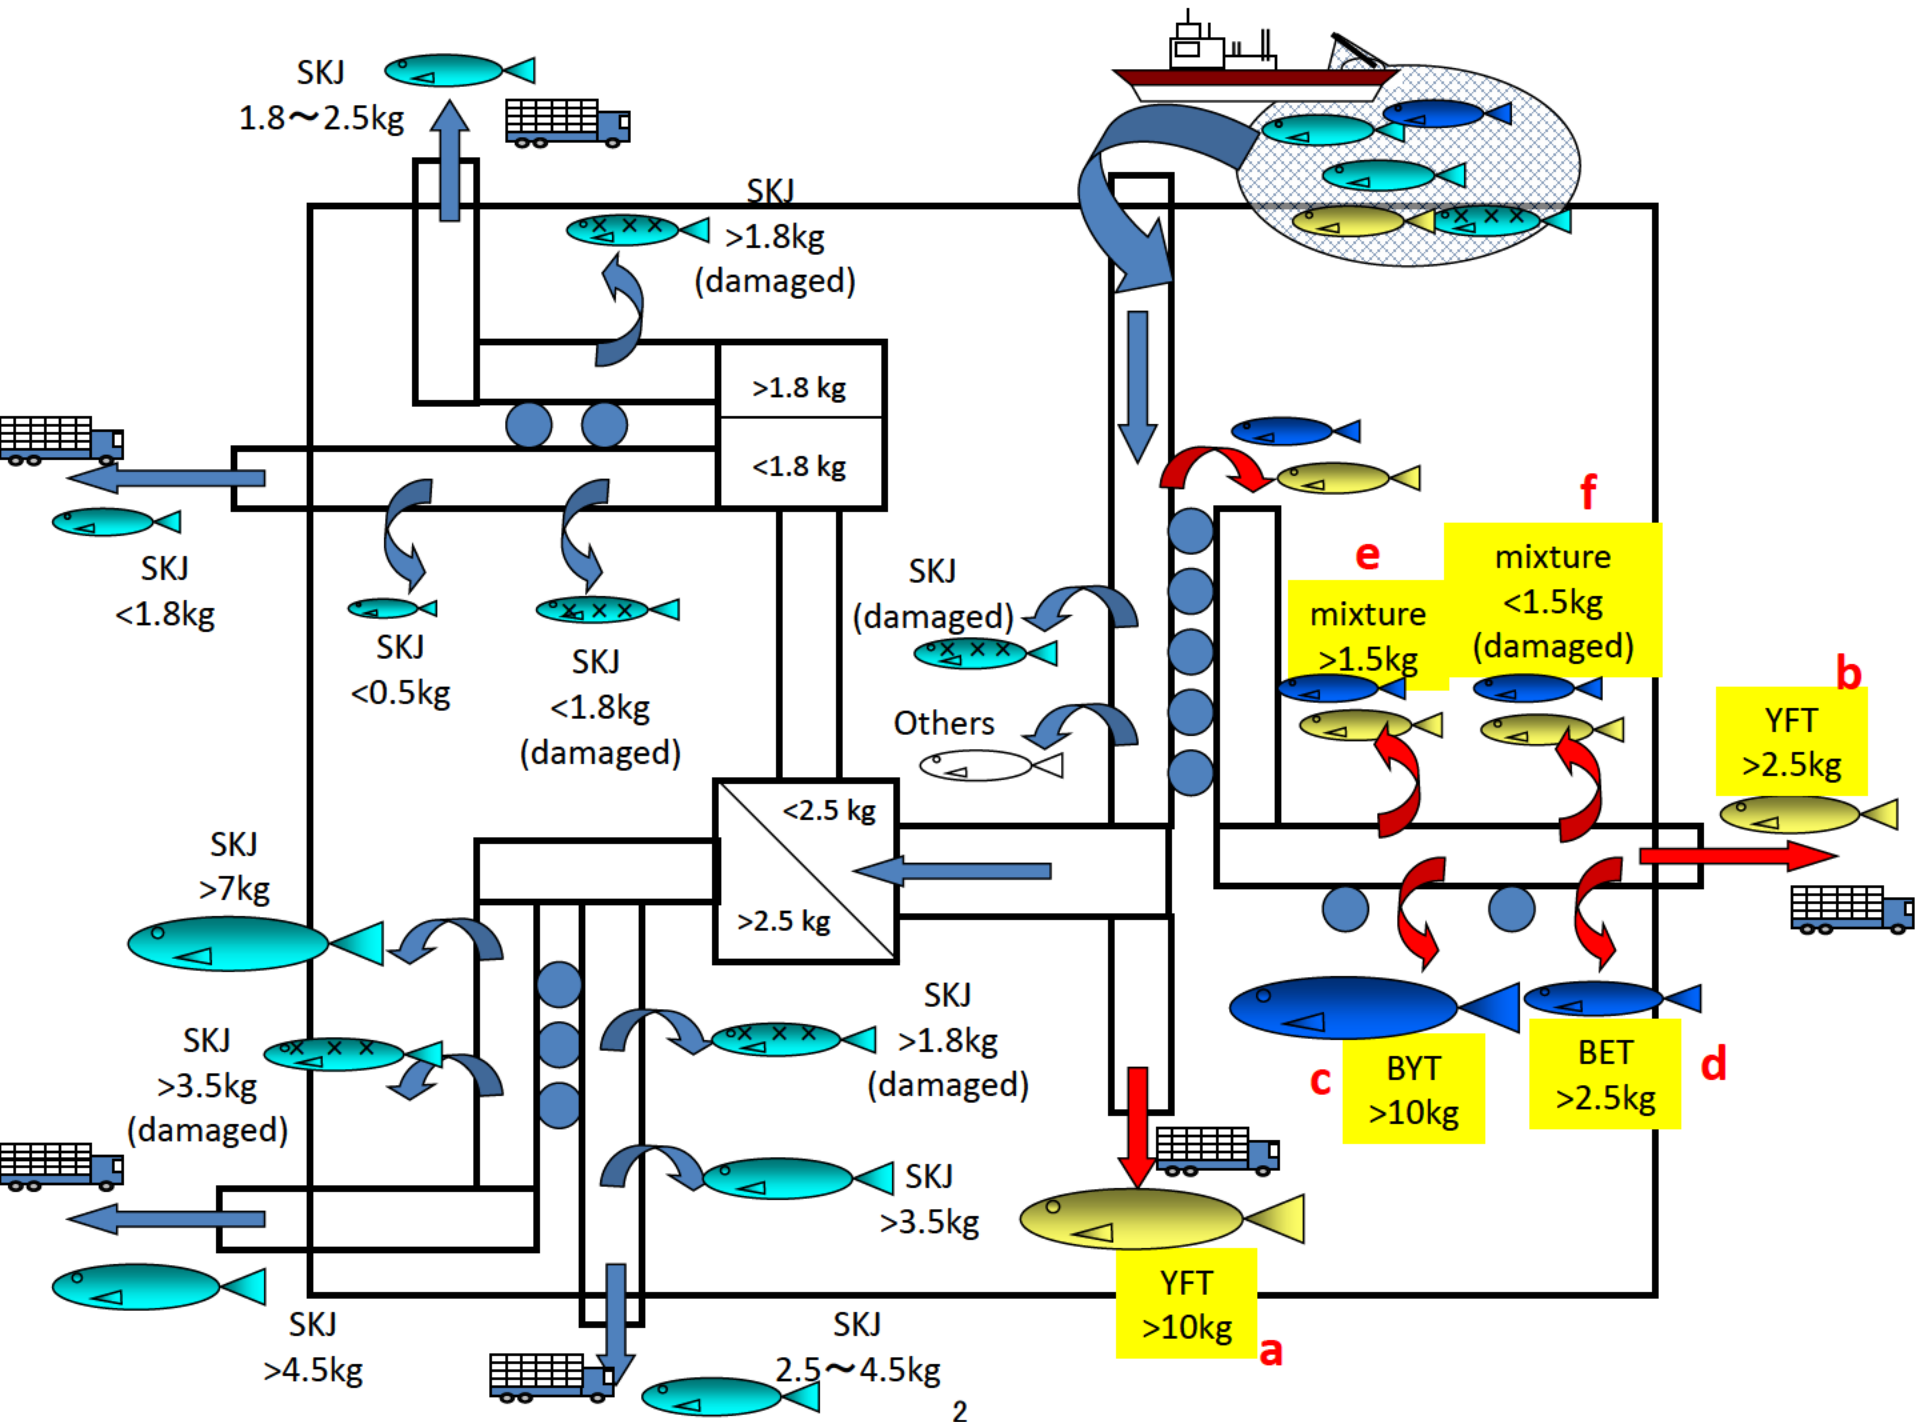 SKJ
1.8～2.5kg
SKJ
>1.8kg
(damaged)
>1.8 kg
<1.8 kg
SKJ
<1.8kg
SKJ
<0.5kg
SKJ
<1.8kg
(damaged)
SKJ
(damaged)
Others
e
mixture
>1.5kg
f
mixture
<1.5kg
(damaged)
b
YFT
>2.5kg
<2.5 kg
>2.5 kg
SKJ
>7kg
SKJ
>3.5kg
(damaged)
SKJ
>1.8kg
(damaged)
SKJ
>3.5kg
c
BYT
>10kg
BET
>2.5kg
d
YFT
>10kg
a
SKJ
>4.5kg
SKJ
2.5～4.5kg
2